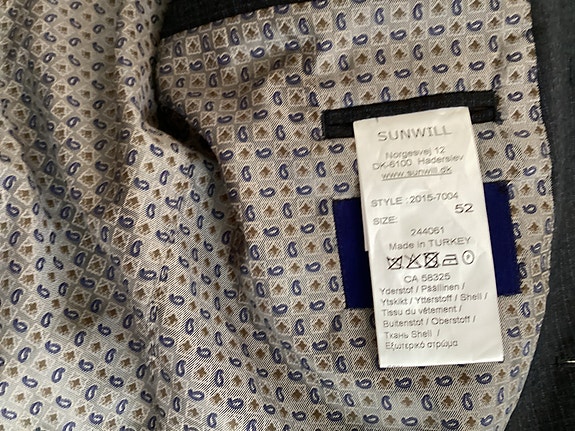 SUNWILL
Norgesvej 12
DK-6100 Haderslev
www.sunwill.dk
STYLE : 2015-7004
SIZE: 52
244061
Made in TURKEY
CA 58325
Yderstof / Päällinen /
Ytskikt / Ytterstoff / Shell /
Tissu du vêtement /
Buitenstof / Oberstoff /
Ткань Shell /
Εξωτερικό στρώμα